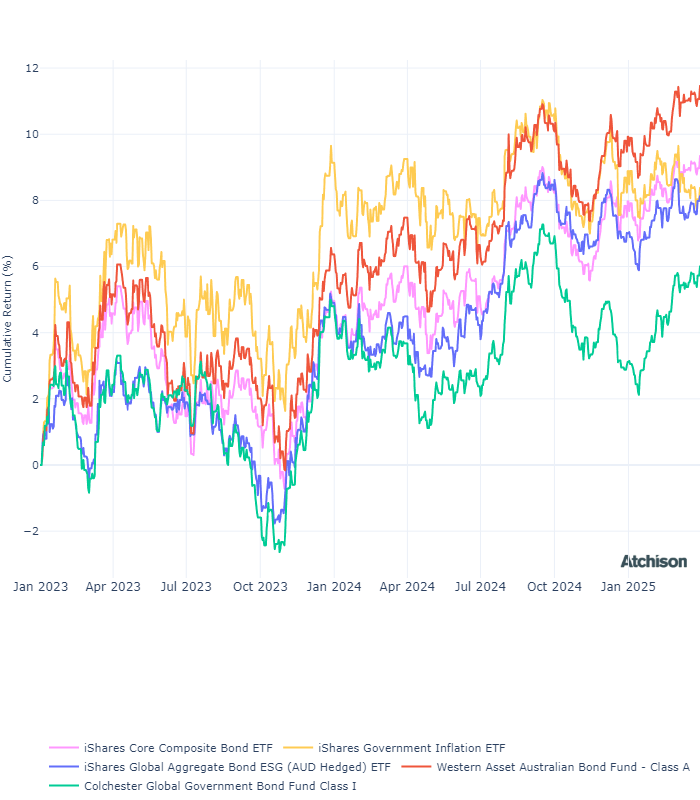 12
10
8
6
4
2
0
−2
Cumulative Return (%)
Atchison
Jan 2023 Apr 2023 Jul 2023 Oct 2023 Jan 2024 Apr 2024 Jul 2024 Oct 2024 Jan 2025
iShares Core Composite Bond ETF iShares Government Inflation ETF
iShares Global Aggregate Bond ESG (AUD Hedged) ETF Western Asset Australian Bond Fund - Class A
Colchester Global Government Bond Fund Class I